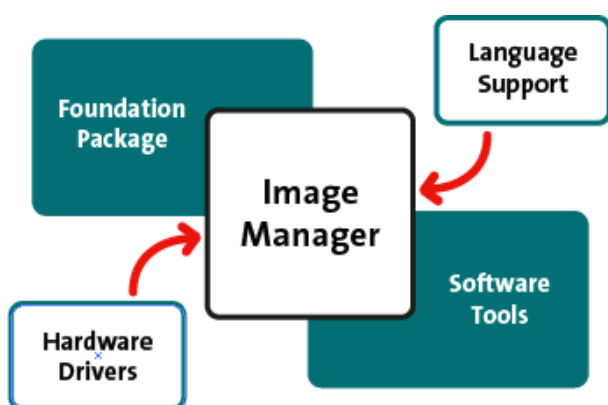 Foundation
Package
Language
Support
Image
Manager
Software
Tools
Hardware
Drivers